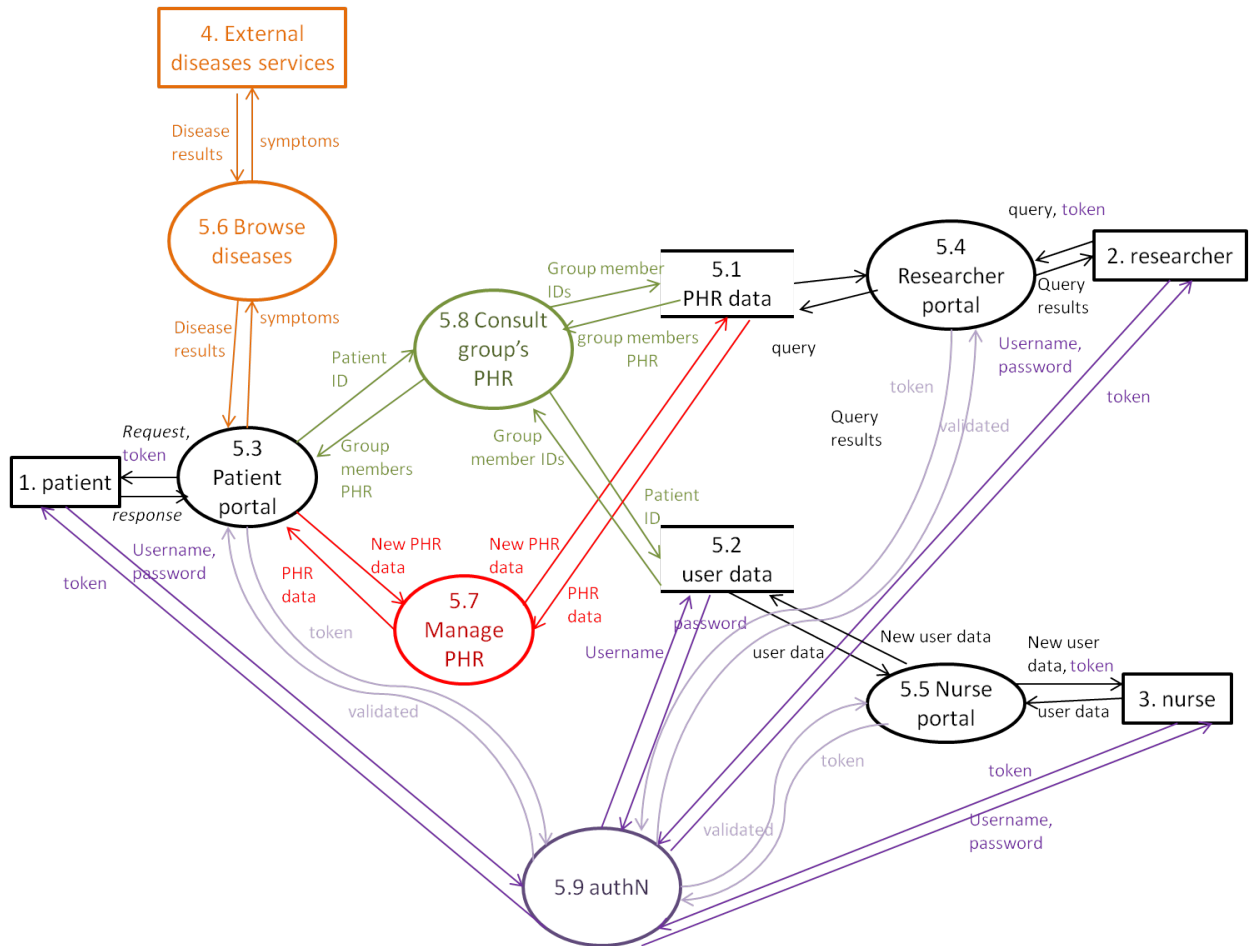 4. External
diseases services
Disease
results
symptoms
5.6 Browse
diseases
Disease
results
symptoms
query, token
5.4
Researcher
portal
2. researcher
Query
results
5.1
PHR data
query
Group member
IDs
group members
PHR
5.8 Consult
group's
PHR
Patient
ID
Group
members
PHR
Group
member IDs
Patient
ID
Username,
password
token
token
validated
Query
results
Request,
token
1. patient
response
5.3
Patient
portal
Username,
password
token
New PHR
data
PHR
data
New PHR
data
PHR
data
5.7
Manage
PHR
token
validated
5.2
user data
password
Username
user data
New user data
New user
data, token
user data
5.5 Nurse
portal
3. nurse
token
validated
token
Username,
password
5.9 authN